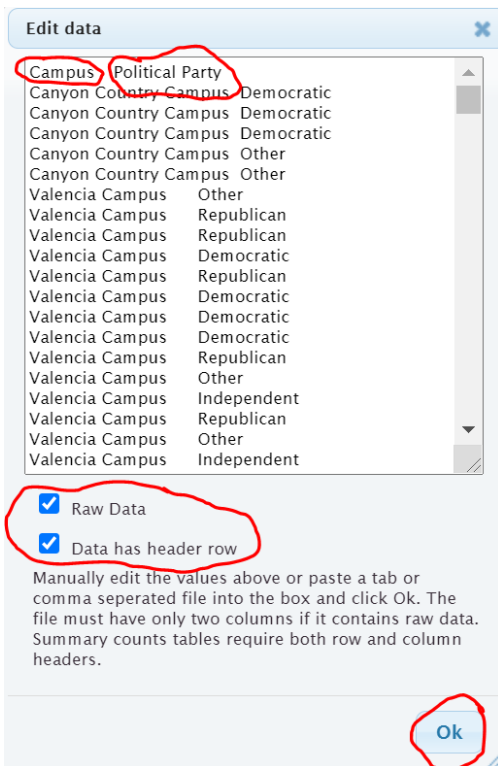 Edit data
Campus Political Party
Canyon Country Campus Democratic
Canyon Country Campus Democratic
Canyon Country Campus Democratic
Canyon Country Campus Other
Canyon Country Campus Other
Valencia Campus Other
Valencia Campus Republican
Valencia Campus Republican
Valencia Campus Democratic
Valencia Campus Republican
Valencia Campus Democratic
Valencia Campus Democratic
Valencia Campus Democratic
Valencia Campus Republican
Valencia Campus Other
Valencia Campus Independent
Valencia Campus Republican
Valencia Campus Other
Valencia Campus Independent
Raw Data
Data has header row
Manually edit the values above or paste a tab or
comma seperated file into the box and click Ok. The
file must have only two columns if it contains raw data.
Summary counts tables require both row and column
headers.
Ok